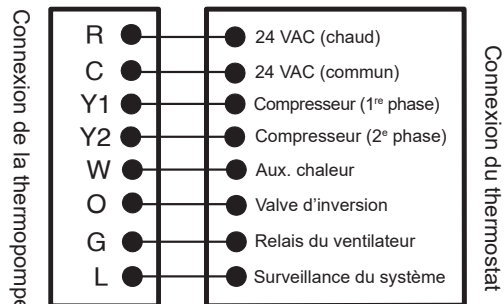 Connexion de la thermopompe
R 24 VAC (chaud)
C 24 VAC (commun)
Y1 Compresseur (1re phase)
Y2 Compresseur (2e phase)
W Aux. chaleur
O Valve d'inversion
G Relais du ventilateur
L Surveillance du système
Connexion du thermostat